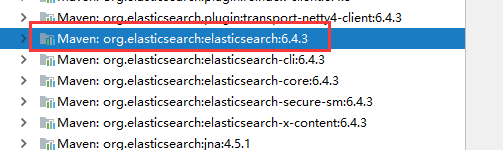 Maven: org.elasticsearch.plugin:transport-netty4-client:6.4.3
Maven: org.elasticsearch:elasticsearch:6.4.3
Maven: org.elasticsearch:elasticsearch-cli:6.4.3
Maven: org.elasticsearch:elasticsearch-core:6.4.3
Maven: org.elasticsearch:elasticsearch-secure-sm:6.4.3
Maven: org.elasticsearch:elasticsearch-x-content:6.4.3
Maven: org.elasticsearch:jna:4.5.1